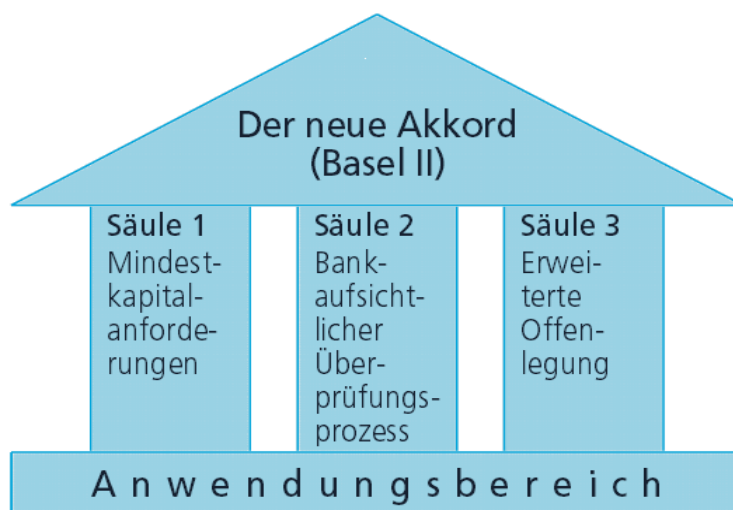 Der neue Akkord
(Basel II)
Säule 1
Mindest-
kapital-
anforde-
rungen
Säule 2
Bank-
aufsicht-
licher
Über-
prüfungs-
prozess
Säule 3
Erwei-
terte
Offen-
legung
Anwendungsbereich